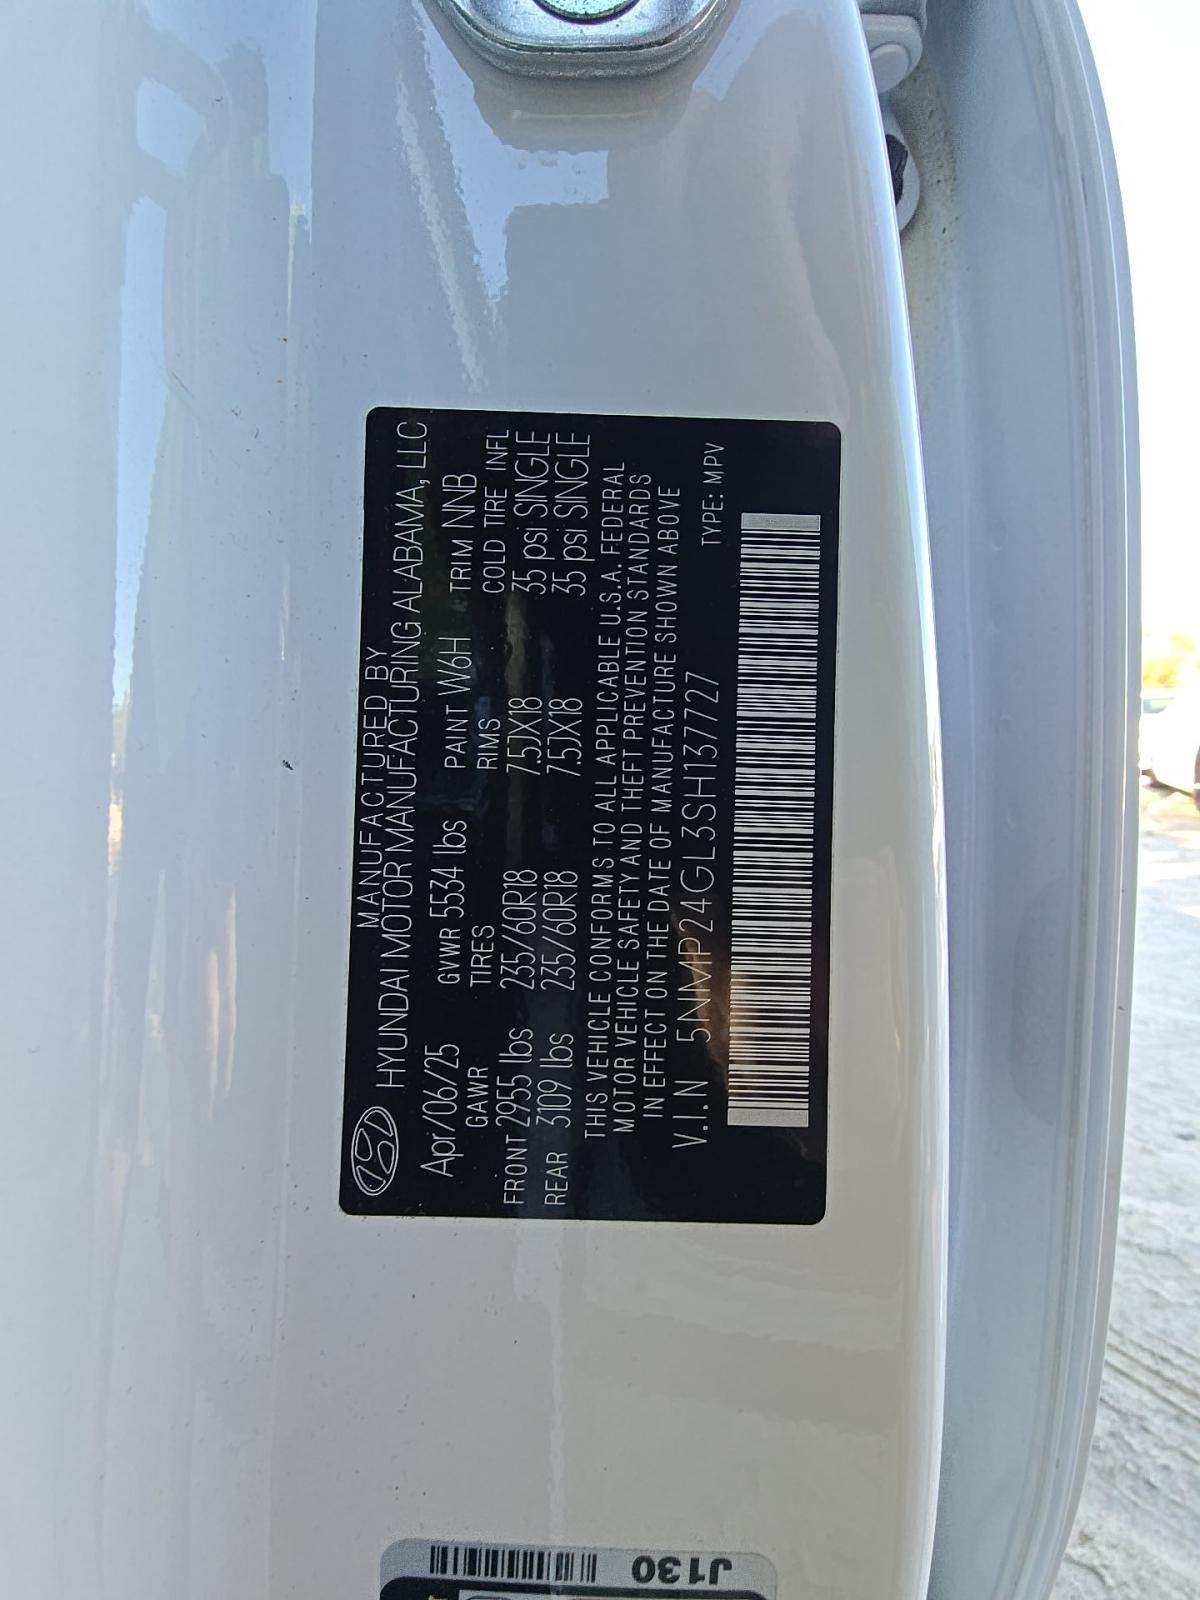 MANUFACTURED BY
HYUNDAI MOTOR MANUFACTURING ALABAMA, LLC
Apr/06/25 GVWR 5534 lbs PAINT W6H TRIM NNB
GAWR TIRES RIMS COLD TIRE INFL
FRONT 2955 lbs 235/60R18 7.5JX18 35 psi SINGLE
REAR 3109 lbs 235/60R18 7.5JX18 35 psi SINGLE
THIS VEHICLE CONFORMS TO ALL APPLICABLE U.S.A. FEDERAL
MOTOR VEHICLE SAFETY AND THEFT PREVENTION STANDARDS
IN EFFECT ON THE DATE OF MANUFACTURE SHOWN ABOVE
V.I.N 5NMP24GL3SH137727
TYPE: MPV
J130